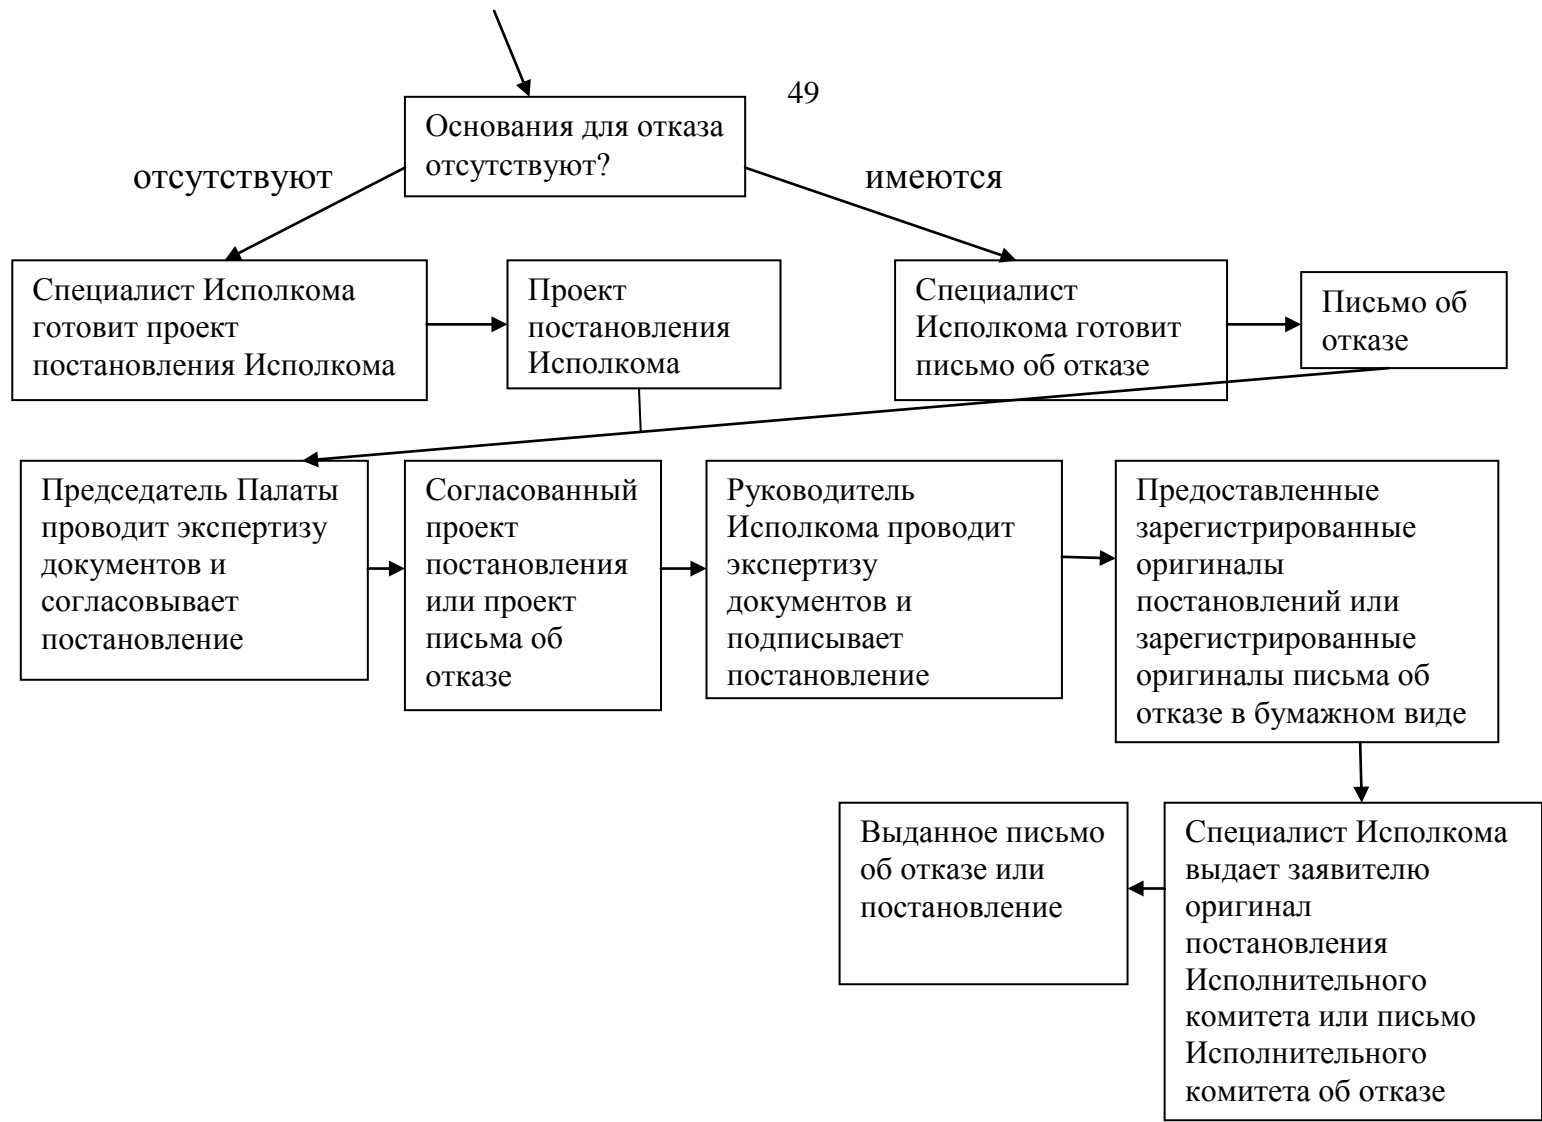 49
Основания для отказа
отсутствуют?
отсутствуют
имеются
Специалист Исполкома
готовит проект
постановления Исполкома
Проект
постановления
Исполкома
Специалист
Исполкома готовит
письмо об отказе
Письмо об
отказе
Председатель Палаты
проводит экспертизу
документов и
согласовывает
постановление
Согласованный
проект
постановления
или проект
письма об
отказе
Руководитель
Исполкома проводит
экспертизу
документов и
подписывает
постановление
Предоставленные
зарегистрированные
оригиналы
постановлений или
зарегистрированные
оригиналы письма об
отказе в бумажном виде
Выданное письмо
об отказе или
постановление
Специалист Исполкома
выдает заявителю
оригинал
постановления
Исполнительного
комитета или письмо
Исполнительного
комитета об отказе